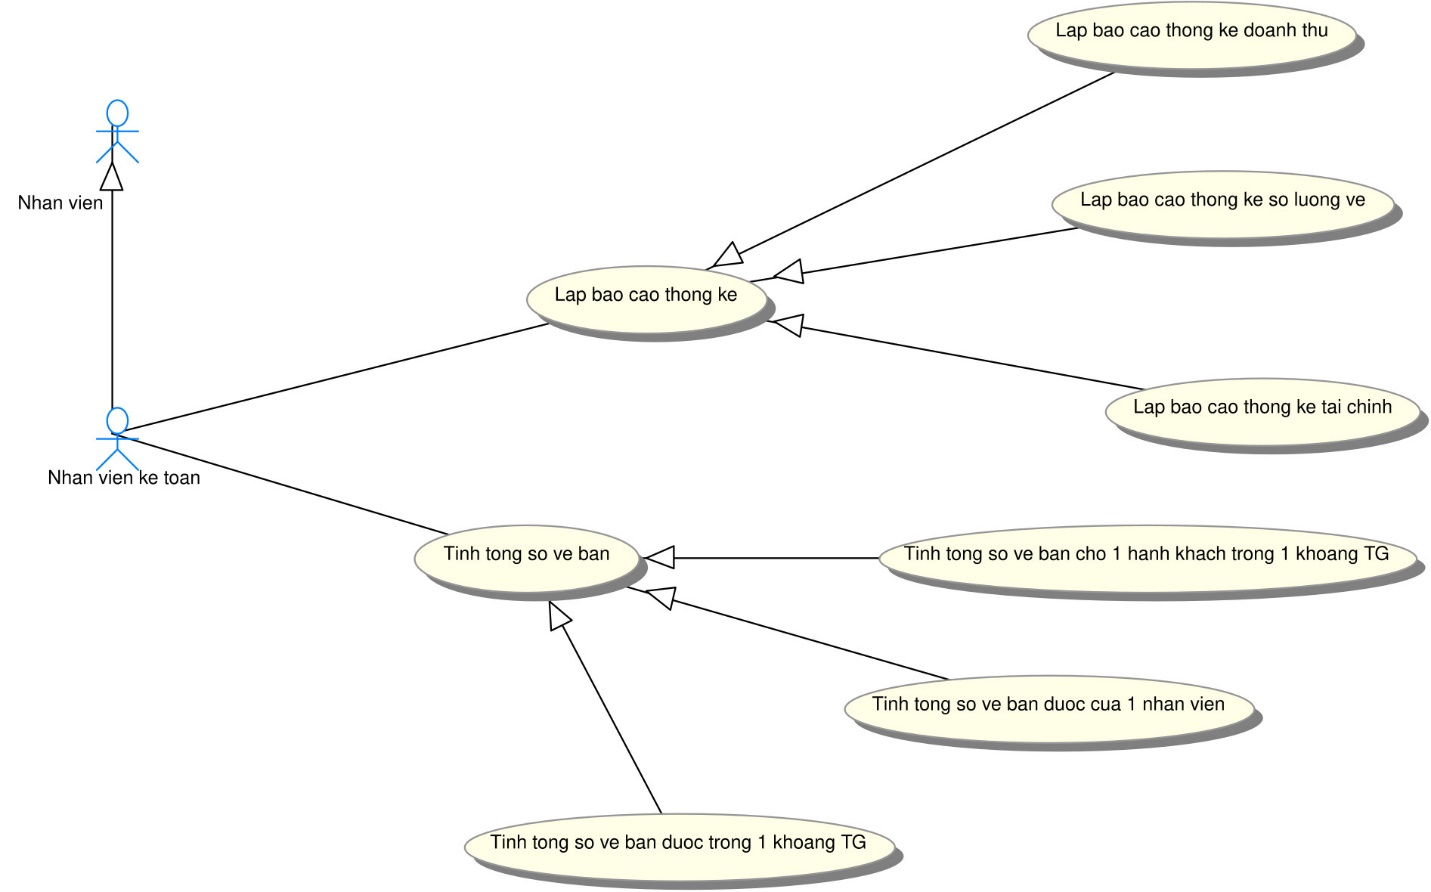 Lap bao cao thong ke doanh thu
Lap bao cao thong ke so luong ve
Nhan vien
Lap bao cao thong ke
Lap bao cao thong ke tai chinh
Nhan vien ke toan
Tinh tong so ve ban
Tinh tong so ve ban cho 1 hanh khach trong 1 khoang TG
Tinh tong so ve ban duoc cua 1 nhan vien
Tinh tong so ve ban duoc trong 1 khoang TG